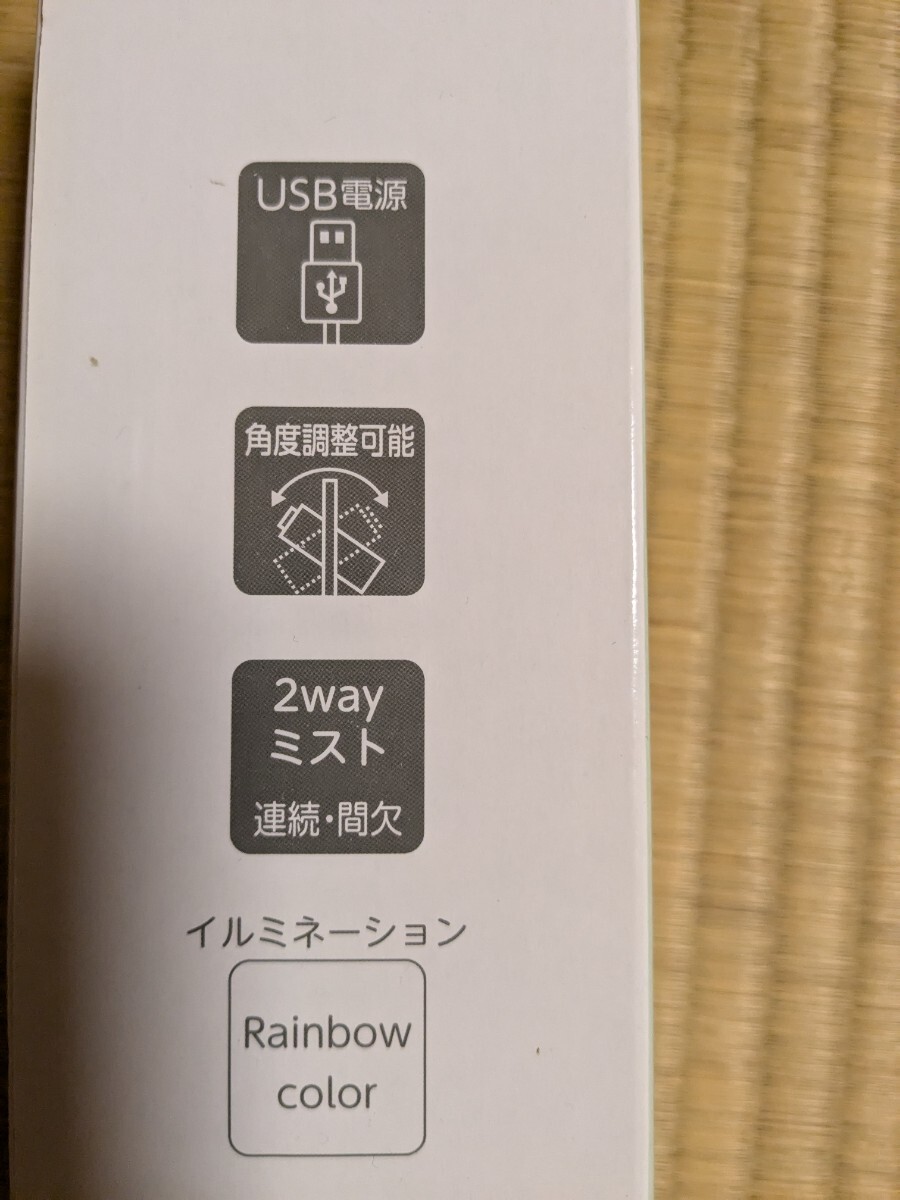 USB電源
角度調整可能
2way
ミスト
連続・間欠
イルミネーション
Rainbow
color